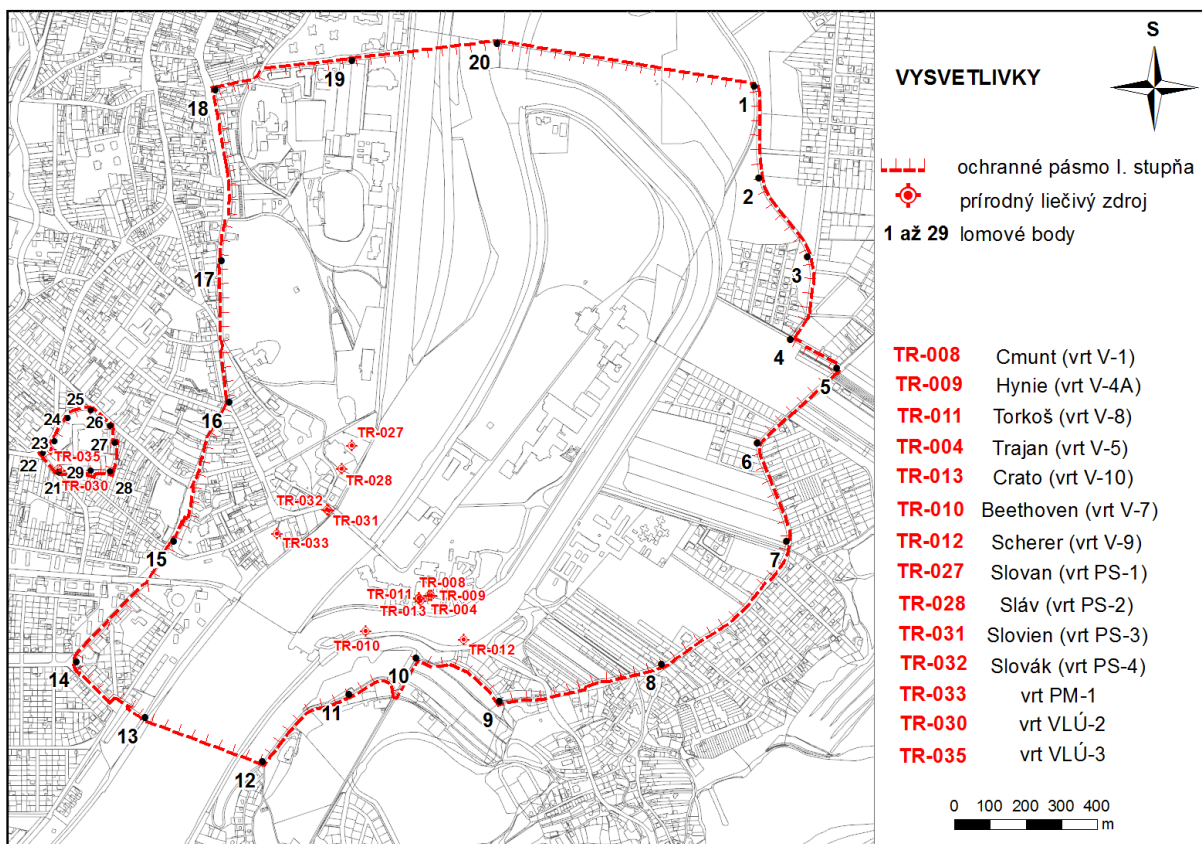 20
19
1
18
2
3
17
4
5
25
16
24
26
6
23
27
TR-027
22
TR-035
29
28
TR-028
21
TR-030
TR-032
TR-031
TR-033
15
7
TR-008
TR-011
TR-009
TR-013
TR-004
TR-010
TR-012
14
10
8
11
9
13
12
S
VYSVETLIVKY
ochranné pásmo I. stupňa
prírodný liečivý zdroj
1 až 29 lomové body
TR-008 Cmunt (vrt V-1)
TR-009 Hynie (vrt V-4A)
TR-011 Torkoš (vrt V-8)
TR-004 Trajan (vrt V-5)
TR-013 Crato (vrt V-10)
TR-010 Beethoven (vrt V-7)
TR-012 Scherer (vrt V-9)
TR-027 Slovan (vrt PS-1)
TR-028 Sláv (vrt PS-2)
TR-031 Slovien (vrt PS-3)
TR-032 Slovák (vrt PS-4)
TR-033 vrt PM-1
TR-030 vrt VLÚ-2
TR-035 vrt VLÚ-3
0 100 200 300 400
m